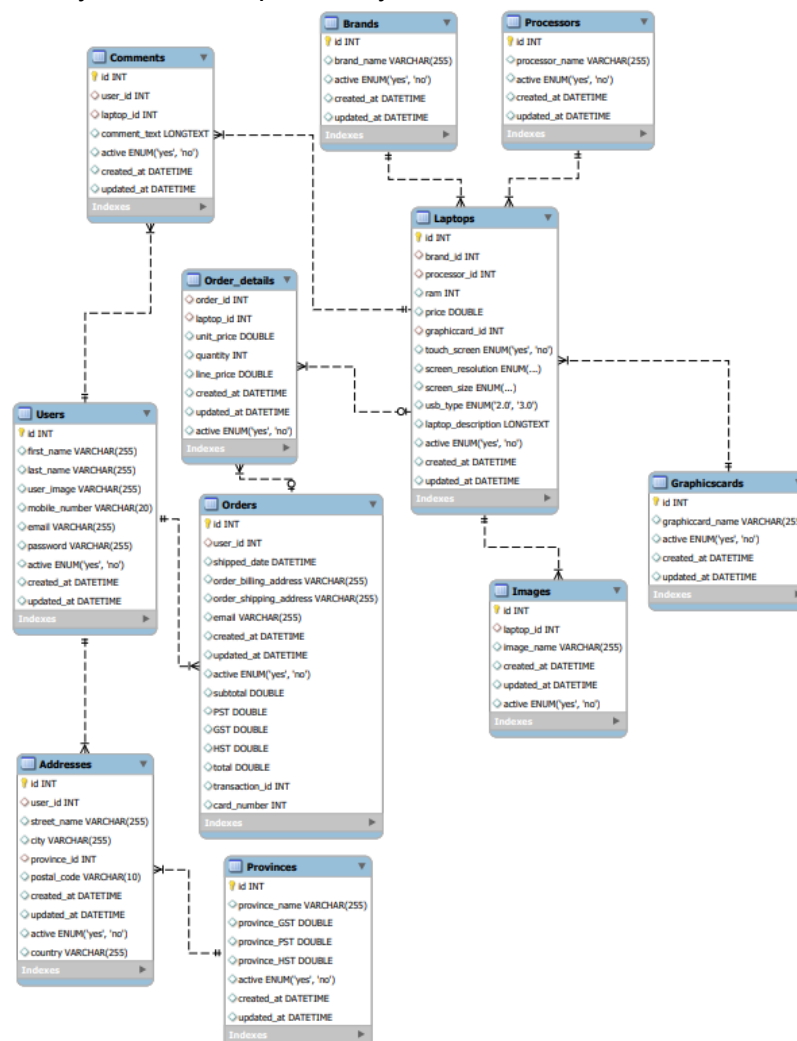 Brands
id INT
brand_name VARCHAR(255)
active ENUM('yes', 'no')
created_at DATETIME
updated_at DATETIME
Indexes
Processors
id INT
processor_name VARCHAR(255)
active ENUM('yes', 'no')
created_at DATETIME
updated_at DATETIME
Indexes
Comments
id INT
user_id INT
laptop_id INT
comment_text LONGTEXT
active ENUM('yes', 'no')
created_at DATETIME
updated_at DATETIME
Indexes
Laptops
id INT
brand_id INT
processor_id INT
ram INT
price DOUBLE
graphiccard_id INT
touch_screen ENUM('yes', 'no')
screen_resolution ENUM(...)
screen_size ENUM(...)
usb_type ENUM('2.0', '3.0')
laptop_description LONGTEXT
active ENUM('yes', 'no')
created_at DATETIME
updated_at DATETIME
Indexes
Order_details
order_id INT
laptop_id INT
unit_price DOUBLE
quantity INT
line_price DOUBLE
created_at DATETIME
updated_at DATETIME
active ENUM('yes', 'no')
Indexes
Users
id INT
first_name VARCHAR(255)
last_name VARCHAR(255)
user_image VARCHAR(255)
mobile_number VARCHAR(20)
email VARCHAR(255)
password VARCHAR(255)
active ENUM('yes', 'no')
created_at DATETIME
updated_at DATETIME
Indexes
Orders
id INT
user_id INT
shipped_date DATETIME
order_billing_address VARCHAR(255)
order_shipping_address VARCHAR(255)
email VARCHAR(255)
created_at DATETIME
updated_at DATETIME
active ENUM('yes', 'no')
subtotal DOUBLE
PST DOUBLE
GST DOUBLE
HST DOUBLE
total DOUBLE
transaction_id INT
card_number INT
Indexes
Graphicscards
id INT
graphiccard_name VARCHAR(255
active ENUM('yes', 'no')
created_at DATETIME
updated_at DATETIME
Indexes
Images
id INT
laptop_id INT
image_name VARCHAR(255)
created_at DATETIME
updated_at DATETIME
active ENUM('yes', 'no')
Indexes
Addresses
id INT
user_id INT
street_name VARCHAR(255)
city VARCHAR(255)
province_id INT
postal_code VARCHAR(10)
created_at DATETIME
updated_at DATETIME
active ENUM('yes', 'no')
country VARCHAR(255)
Indexes
Provinces
id INT
province_name VARCHAR(255)
province_GST DOUBLE
province_PST DOUBLE
province_HST DOUBLE
active ENUM('yes', 'no')
created_at DATETIME
updated_at DATETIME
Indexes